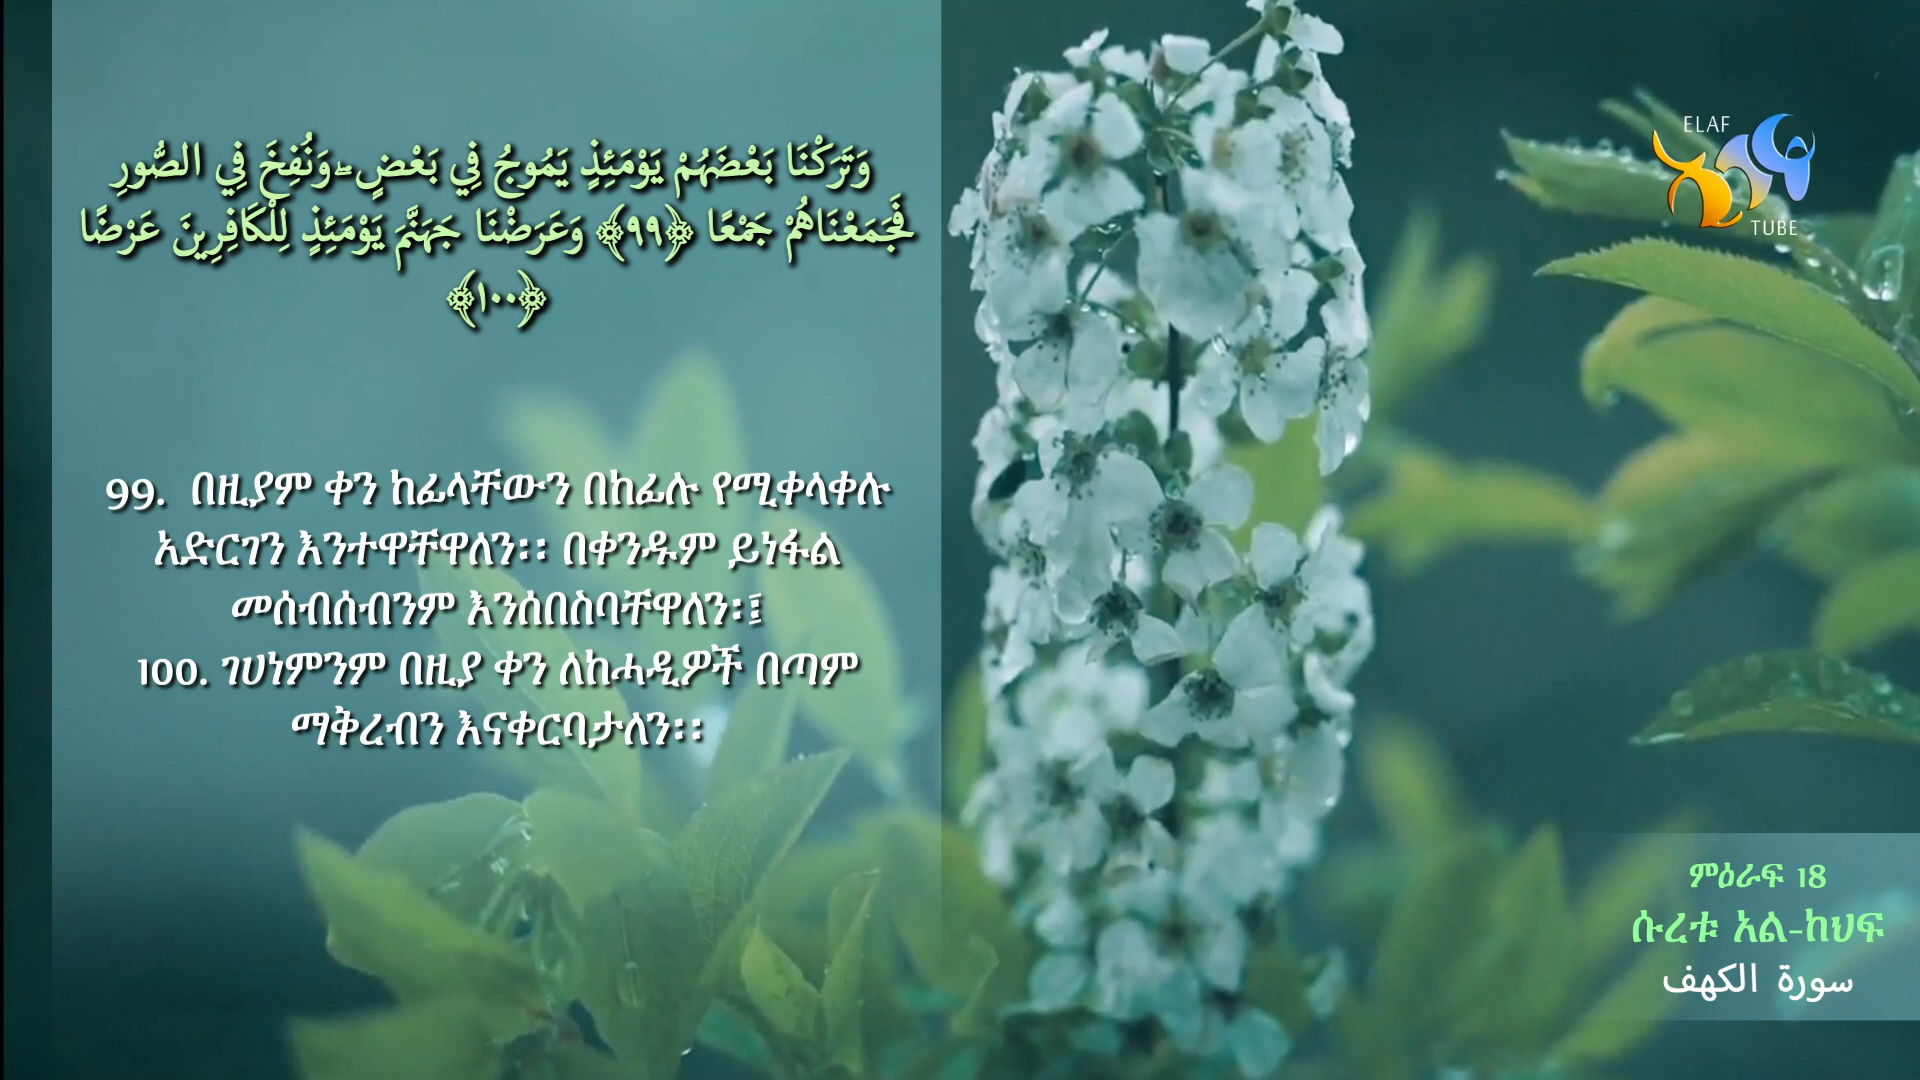 وَتَرَكْنَا بَعْضَهُمْ يَوْمَئِذٍ يَمُوجُ فِي بَعْضٍ ۖ وَنُفِخَ فِي الصُّورِ
فَجَمَعْنَاهُمْ جَمْعًا ﴿٩٩﴾ وَعَرَضْنَا جَهَنَّمَ يَوْمَئِذٍ لِلْكَافِرِينَ عَرْضًا
﴿١٠٠﴾
99. በዚያም ቀን ከፊላቸውን በከፊሉ የሚቀላቀሉ
አድርገን እንተዋቸዋለን፡፡ በቀንዱም ይነፋል
መሰብሰብንም እንሰበስባቸዋለን፡፤
100. ገሀነምንም በዚያ ቀን ለከሓዲዎች በጣም
ማቅረብን እናቀርባታለን፡፡
ELAF
ኢላፍ
TUBE
ምዕራፍ 18
ሱረቱ አል-ከህፍ
سورة الكهف